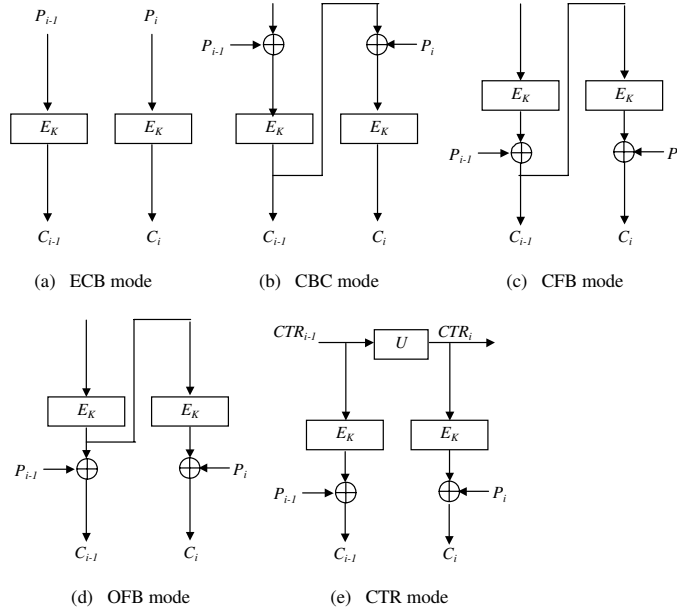 P_{i-1} P_i
E_K E_K
C_{i-1} C_i
(a) ECB mode
P_{i-1} P_i
E_K E_K
C_{i-1} C_i
(b) CBC mode
E_K E_K
P_{i-1} P
C_{i-1} C_i
(c) CFB mode
E_K E_K
P_{i-1} P_i
C_{i-1} C_i
(d) OFB mode
CTR_{i-1} U CTR_i
E_K E_K
P_{i-1} P_i
C_{i-1} C_i
(e) CTR mode